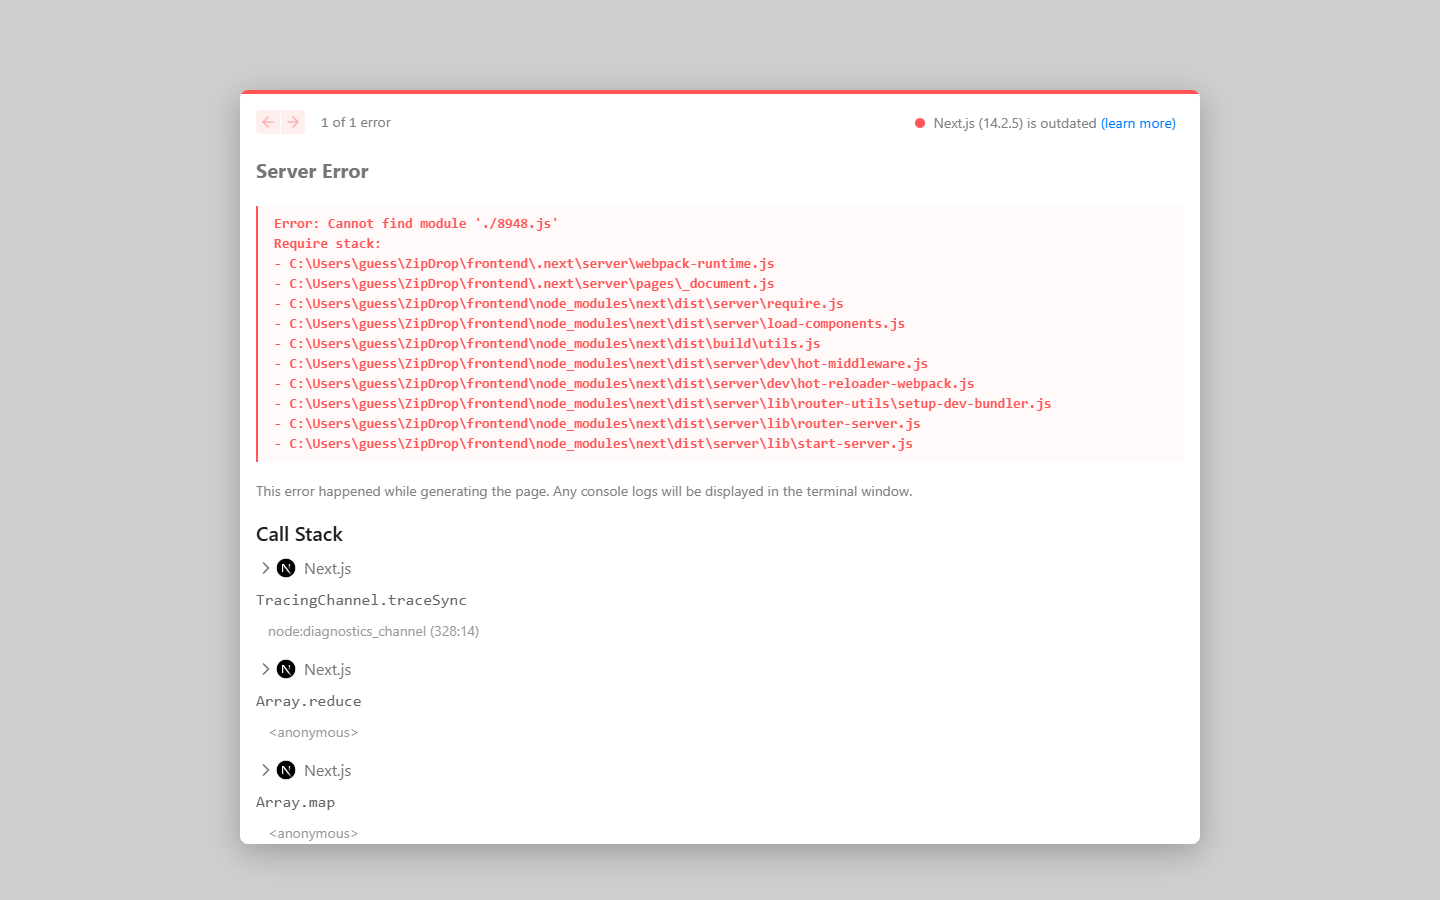 1 of 1 error
Next.js (14.2.5) is outdated (learn more)
Server Error
Error: Cannot find module './8948.js'
Require stack:
- C:\Users\guess\ZipDrop\frontend\.next\server\webpack-runtime.js
- C:\Users\guess\ZipDrop\frontend\.next\server\pages\_document.js
- C:\Users\guess\ZipDrop\frontend\node_modules\next\dist\server\require.js
- C:\Users\guess\ZipDrop\frontend\node_modules\next\dist\server\load-components.js
- C:\Users\guess\ZipDrop\frontend\node_modules\next\dist\build\utils.js
- C:\Users\guess\ZipDrop\frontend\node_modules\next\dist\server\dev\hot-middleware.js
- C:\Users\guess\ZipDrop\frontend\node_modules\next\dist\server\dev\hot-reloader-webpack.js
- C:\Users\guess\ZipDrop\frontend\node_modules\next\dist\server\lib\router-utils\setup-dev-bundler.js
- C:\Users\guess\ZipDrop\frontend\node_modules\next\dist\server\lib\router-server.js
- C:\Users\guess\ZipDrop\frontend\node_modules\next\dist\server\lib\start-server.js
This error happened while generating the page. Any console logs will be displayed in the terminal window.
Call Stack
N Next.js
TracingChannel.traceSync
node:diagnostics_channel (328:14)
N Next.js
Array.reduce
<anonymous>
N Next.js
Array.map
<anonymous>